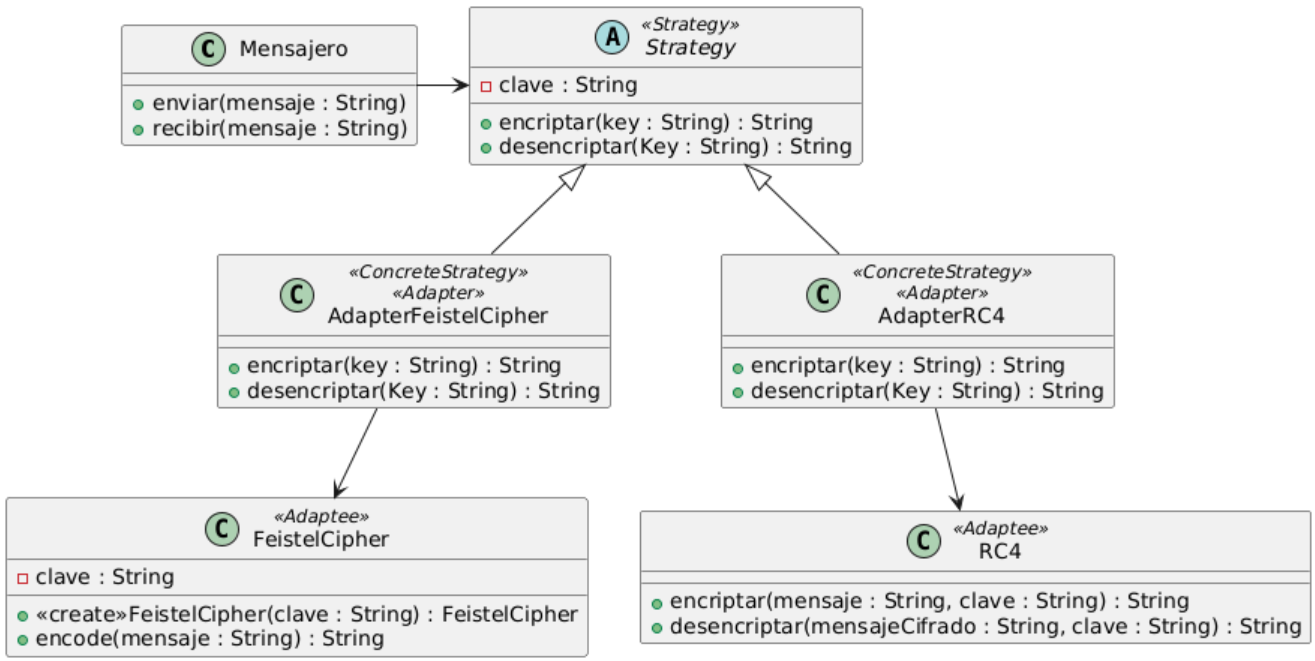 C Mensajero
enviar(mensaje : String)
recibir(mensaje : String)
A «Strategy»
Strategy
clave : String
encriptar(key : String) : String
desencriptar(Key : String) : String
C «ConcreteStrategy»
«Adapter»
AdapterFeistelCipher
encriptar(key : String) : String
desencriptar(Key : String) : String
C «ConcreteStrategy»
«Adapter»
AdapterRC4
encriptar(key : String) : String
desencriptar(Key : String) : String
C «Adaptee»
FeistelCipher
clave : String
«create»FeistelCipher(clave : String) : FeistelCipher
encode(mensaje : String) : String
C «Adaptee»
RC4
encriptar(mensaje : String, clave : String) : String
desencriptar(mensajeCifrado : String, clave : String) : String